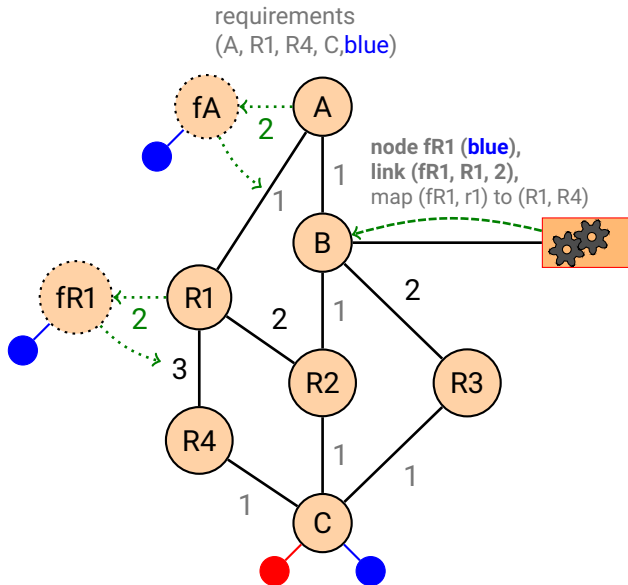 requirements
(A, R1, R4, C,blue)
fA
A
2
node fR1 (blue),
link (fR1, R1, 2),
map (fR1, r1) to (R1, R4)
1
1
B
fR1
R1
2
2
1
2
3
R2
R3
R4
1
1
1
C